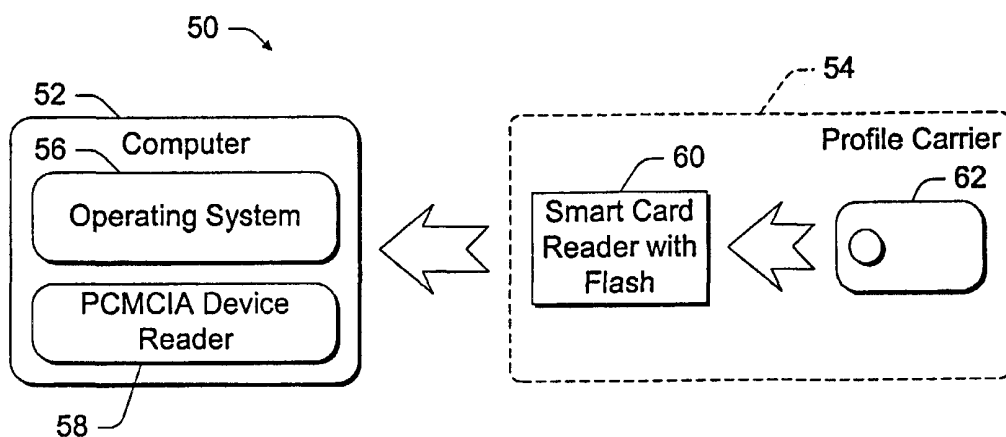 50
52
Computer
56
Operating System
PCMCIA Device
Reader
58
54
Profile Carrier
60
62
Smart Card
Reader with
Flash